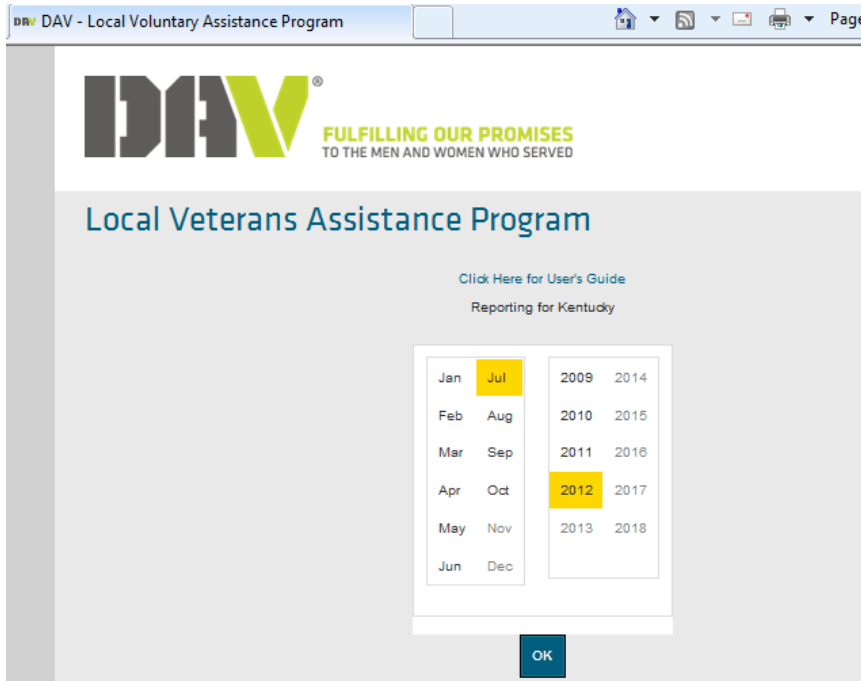 DAV DAV - Local Voluntary Assistance Program Page
DAV®
FULFILLING OUR PROMISES
TO THE MEN AND WOMEN WHO SERVED
Local Veterans Assistance Program
Click Here for User's Guide
Reporting for Kentucky
Jan Jul 2009 2014
Feb Aug 2010 2015
Mar Sep 2011 2016
Apr Oct 2012 2017
May Nov 2013 2018
Jun Dec
OK